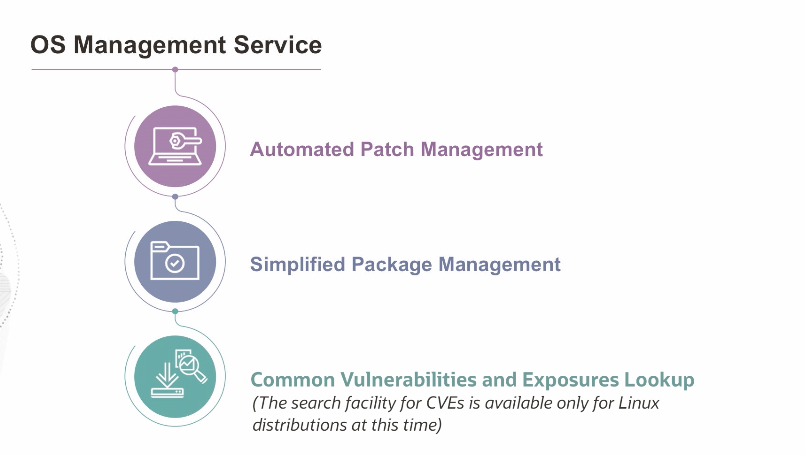 OS Management Service
Automated Patch Management
Simplified Package Management
Common Vulnerabilities and Exposures Lookup
(The search facility for CVEs is available only for Linux
distributions at this time)